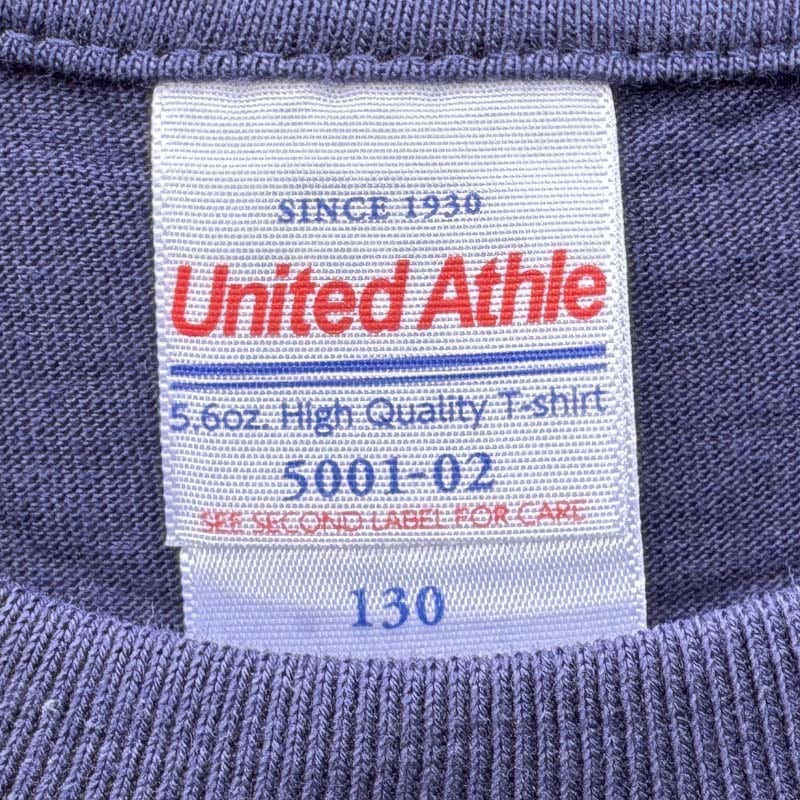 SINCE 1930
United Athle
5.6oz. High Quality T-shirt
5001-02
SEE SECOND LABEL FOR CARE
130